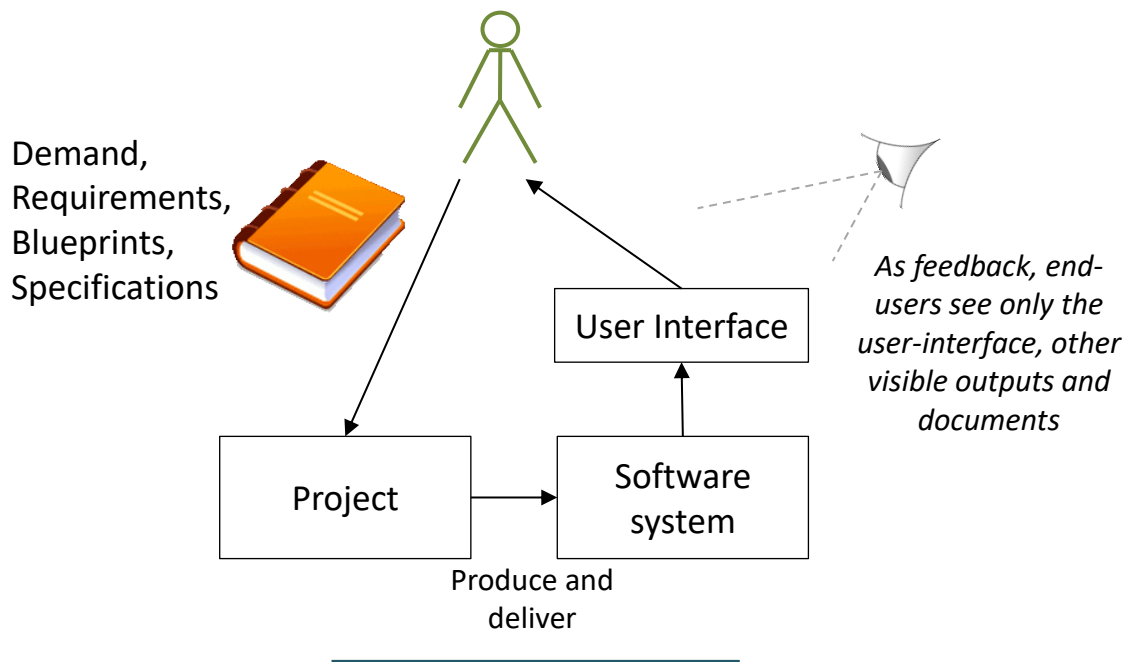 Demand,
Requirements,
Blueprints,
Specifications
As feedback, end-
users see only the
user-interface, other
visible outputs and
documents
User Interface
Project
Software
system
Produce and
deliver